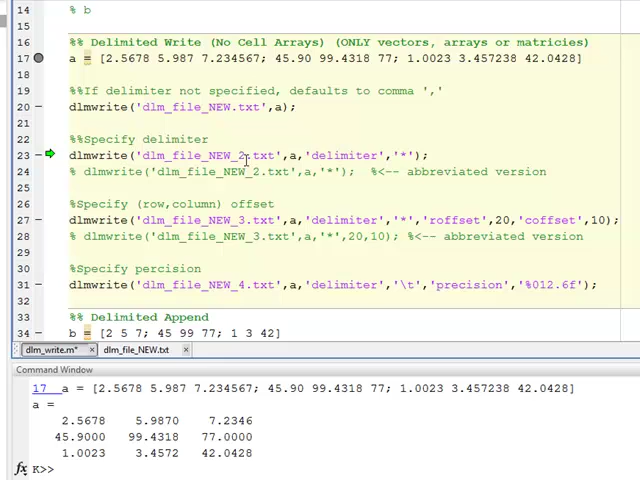 14 % b
15
16 %% Delimited Write (No Cell Arrays) (ONLY vectors, arrays or matricies)
17 a = [2.5678 5.987 7.234567; 45.90 99.4318 77; 1.0023 3.457238 42.0428]
18
19 %%If delimiter not specified, defaults to comma ','
20 – dlmwrite('dlm_file_NEW.txt',a);
21
22 %%Specify delimiter
23 – dlmwrite('dlm_file_NEW_2.txt',a,'delimiter','*');
24 % dlmwrite('dlm_file_NEW_2.txt',a,'*'); %<-- abbreviated version
25
26 %Specify (row,column) offset
27 – dlmwrite('dlm_file_NEW_3.txt',a,'delimiter','*','roffset',20,'coffset',10);
28 % dlmwrite('dlm_file_NEW_3.txt',a,'*',20,10); %<-- abbreviated version
29
30 %Specify percision
31 – dlmwrite('dlm_file_NEW_4.txt',a,'delimiter','\t','precision','%012.6f');
32
33 %% Delimited Append
34 – b = [2 5 7; 45 99 77; 1 3 42]
dlm_write.m* × dlm_file_NEW.txt ×
Command Window
17 a = [2.5678 5.987 7.234567; 45.90 99.4318 77; 1.0023 3.457238 42.0428]
a =
2.5678 5.9870 7.2346
45.9000 99.4318 77.0000
1.0023 3.4572 42.0428
fx K>>